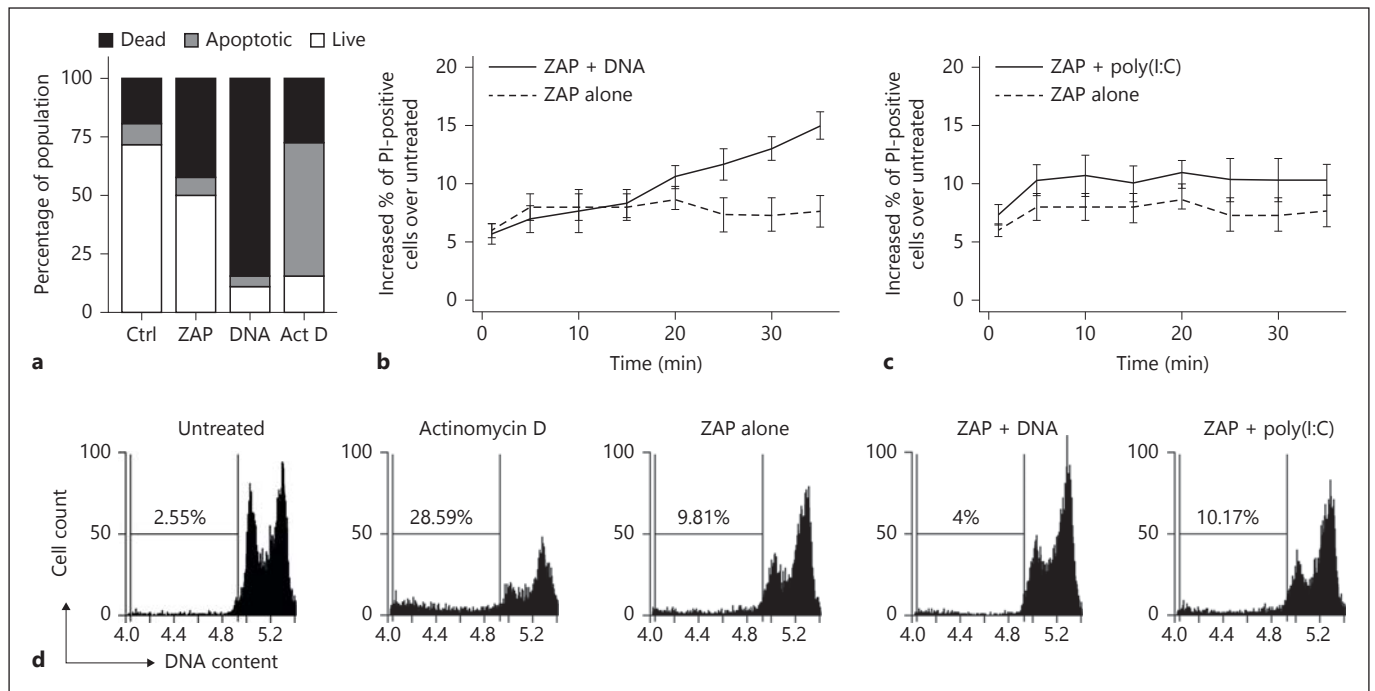 Dead Apoptotic Live
Percentage of population
100
75
50
25
0
Ctrl ZAP DNA Act D
a
Increased % of PI-positive
cells over untreated
20
15
10
5
0
ZAP + DNA
ZAP alone
0 10 20 30
Time (min)
b
Increased % of PI-positive
cells over untreated
20
15
10
5
0
ZAP + poly(I:C)
ZAP alone
0 10 20 30
Time (min)
c
Untreated
Cell count
100
50
0
2.55%
4.0 4.4 4.8 5.2
DNA content
Actinomycin D
100
50
0
28.59%
4.0 4.4 4.8 5.2
ZAP alone
100
50
0
9.81%
4.0 4.4 4.8 5.2
ZAP + DNA
100
50
0
4%
4.0 4.4 4.8 5.2
ZAP + poly(I:C)
100
50
0
10.17%
4.0 4.4 4.8 5.2
d